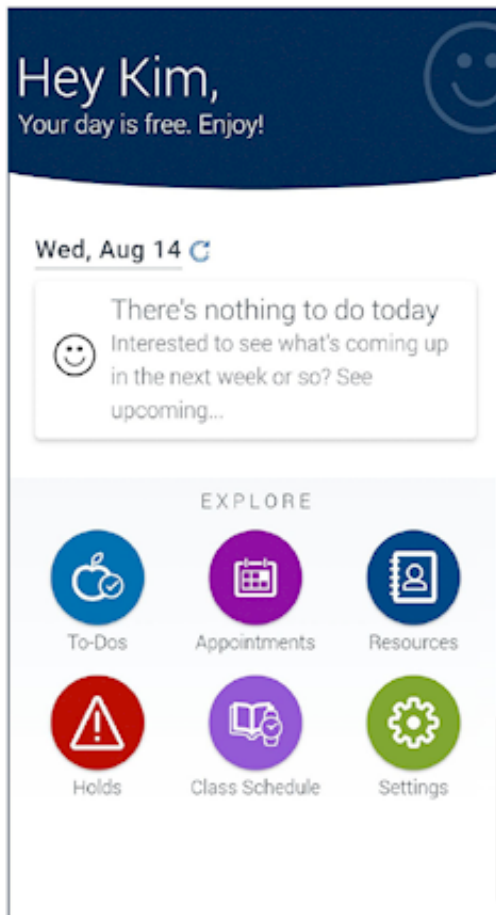 Hey Kim,
Your day is free. Enjoy!
Wed, Aug 14
There's nothing to do today
Interested to see what's coming up
in the next week or so? See
upcoming...
EXPLORE
To-Dos
Appointments
Resources
Holds
Class Schedule
Settings